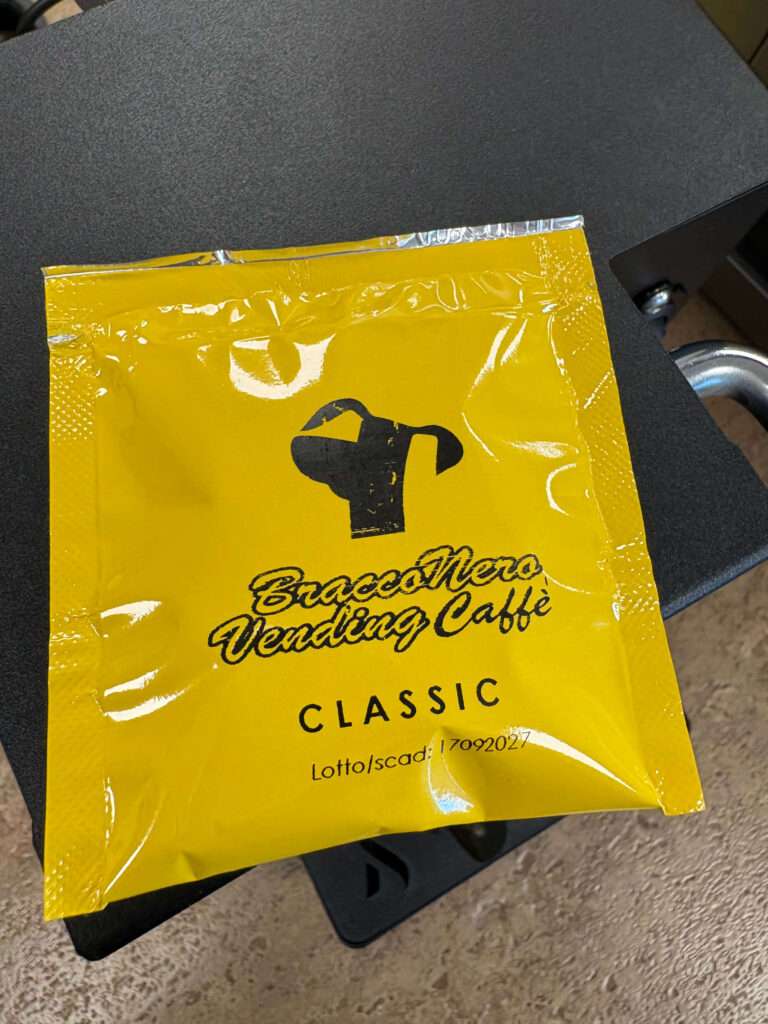 BraccoNero
Vending Caffè
CLASSIC
Lotto/scad: 17092027